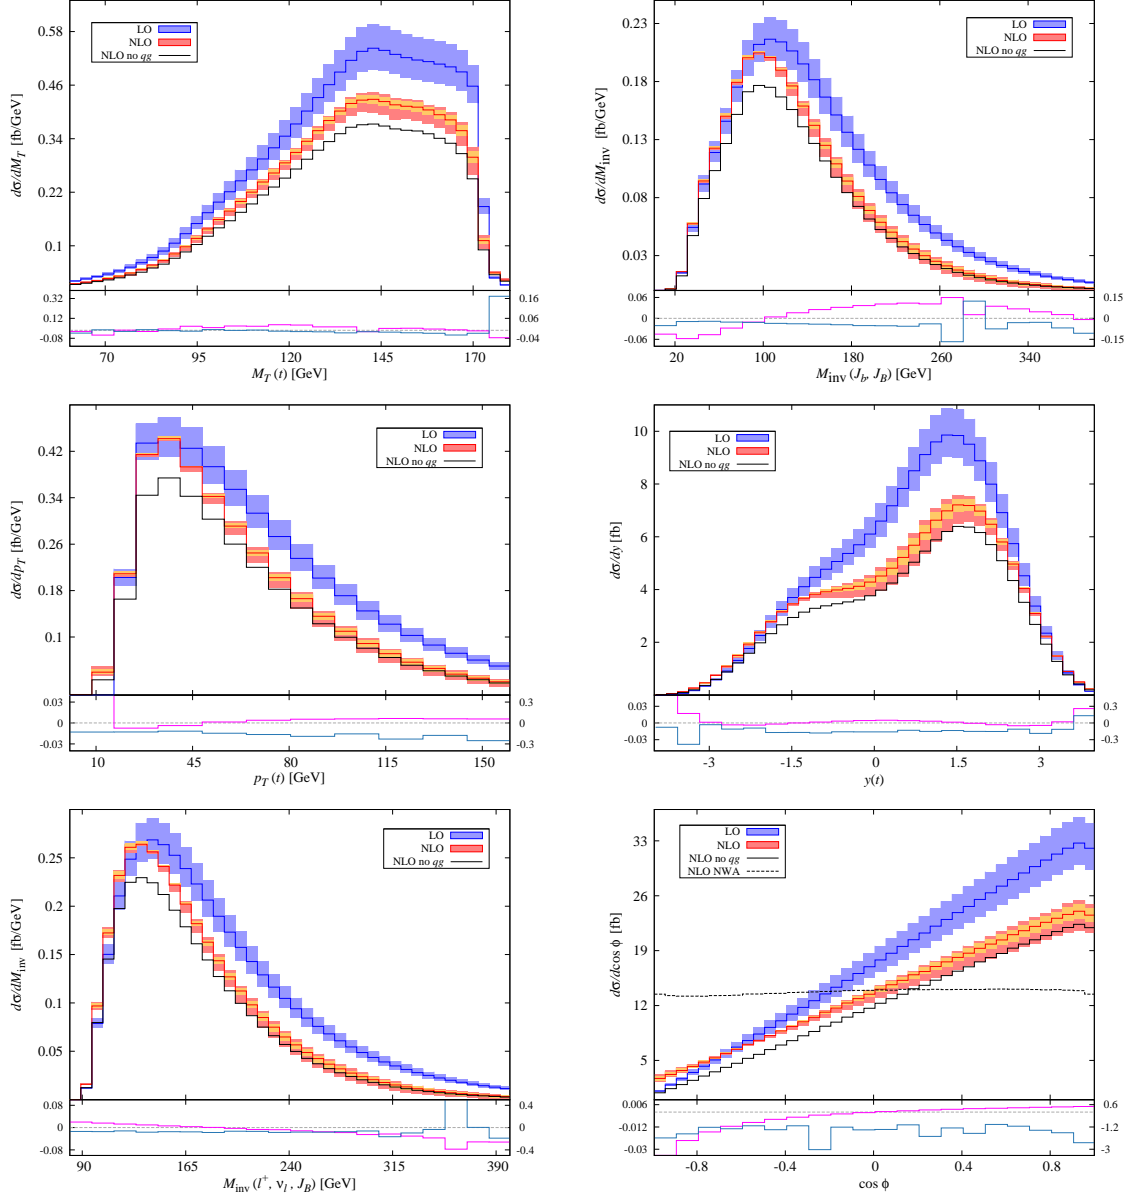 0.58
0.46
0.34
0.22
0.1
dσ/dM_T [fb/GeV]
LO
NLO
NLO no qg
0.32
0.12
-0.08
0.16
0.06
-0.04
70 95 120 145 170
M_T (t) [GeV]
0.23
0.18
0.13
0.08
0.03
dσ/dM_inv [fb/GeV]
LO
NLO
NLO no qg
0.06
0
-0.06
0.15
0
-0.15
20 100 180 260 340
M_inv (J_b, J_B) [GeV]
0.42
0.34
0.26
0.18
0.1
dσ/dp_T [fb/GeV]
LO
NLO
NLO no qg
0.03
0
-0.03
0.3
0
-0.3
10 45 80 115 150
p_T (t) [GeV]
10
8
6
4
2
dσ/dy [fb]
LO
NLO
NLO no qg
0.03
0
-0.03
0.3
0
-0.3
-3 -1.5 0 1.5 3
y(t)
0.25
0.2
0.15
0.1
0.05
dσ/dM_inv [fb/GeV]
LO
NLO
NLO no qg
0.08
0
-0.08
0.4
0
-0.4
90 165 240 315 390
M_inv (l⁺, ν_l, J_B) [GeV]
33
26
19
12
5
dσ/dcos ϕ [fb]
LO
NLO
NLO no qg
NLO NWA
0.006
-0.012
-0.03
0.6
-1.2
-3
-0.8 -0.4 0 0.4 0.8
cos ϕ